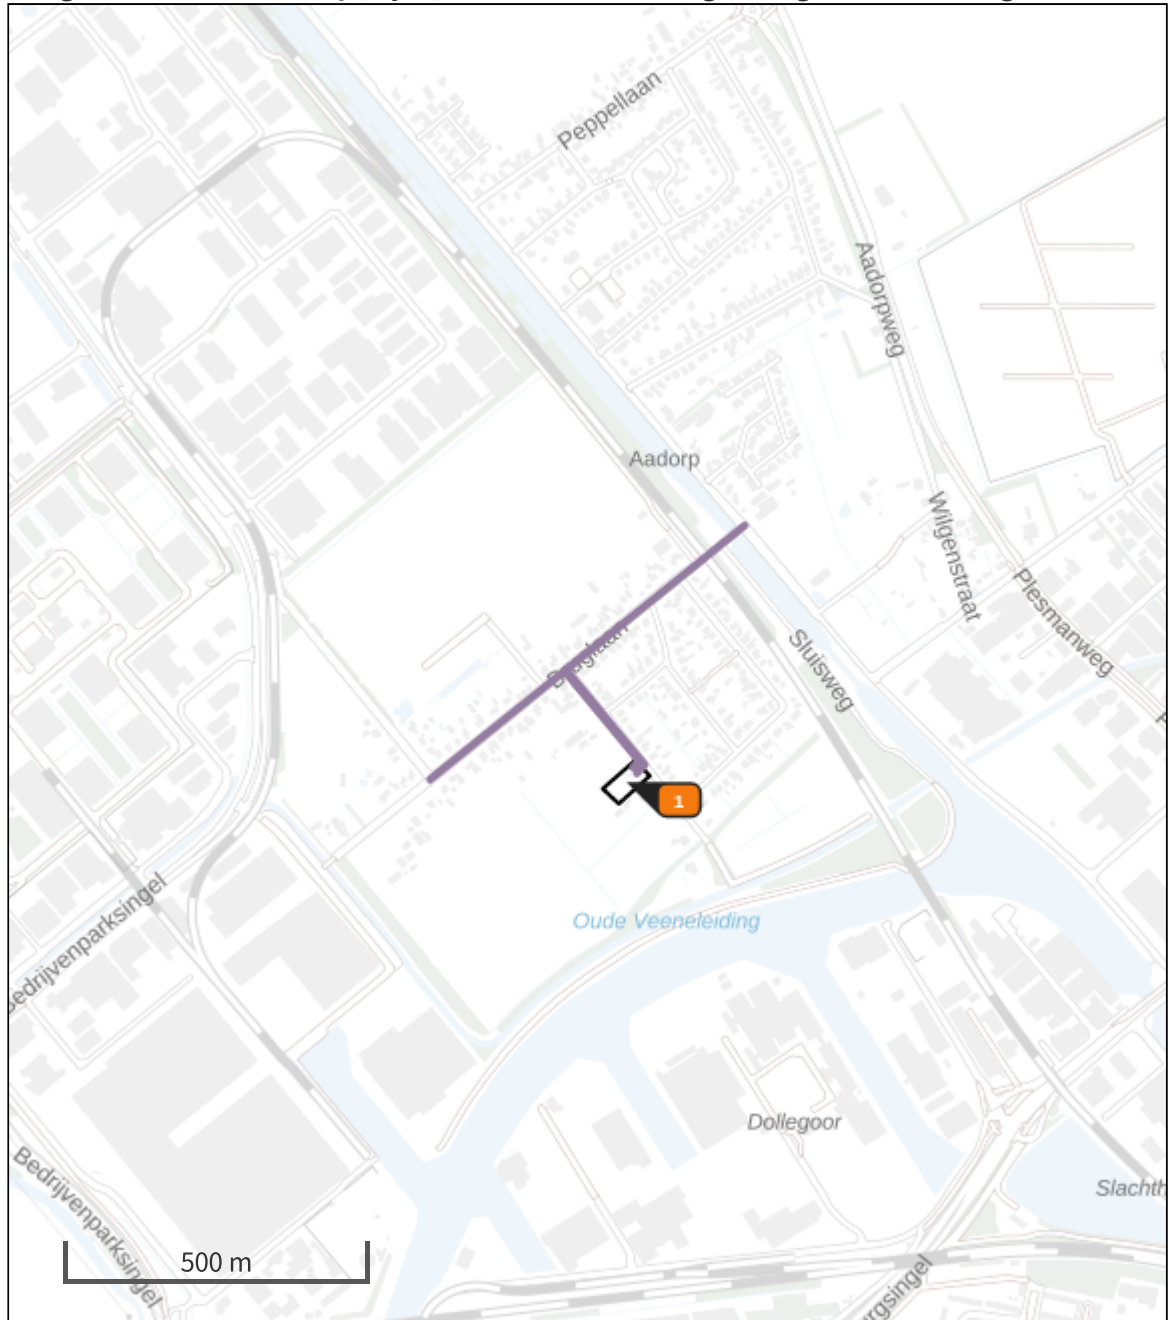 Peppellaan
Aadorpweg
Aadorp
Wilgenstraat
Plesmanweg
Sluisweg
1
Bedrijvenparksingel
Oude Veeneleiding
Dollegoor
Bedrijvenparksingel
Slachth
500 m
rgsingel